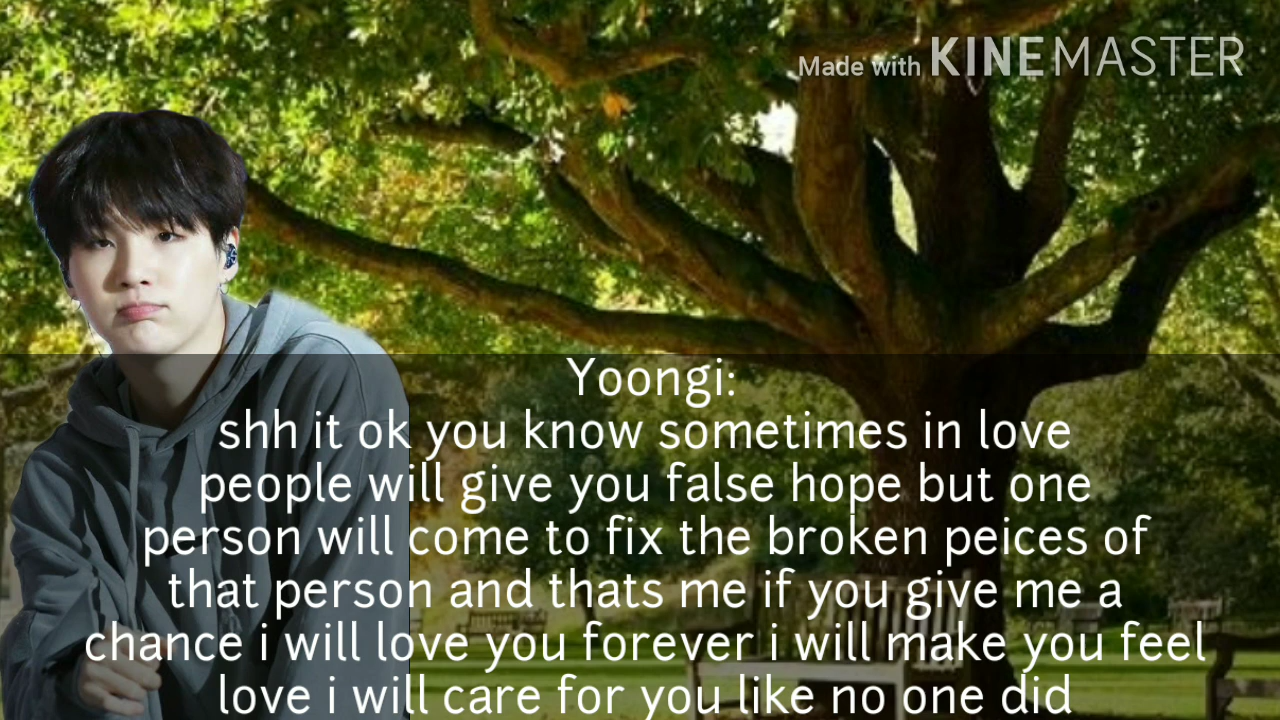 Made with KINEMASTER
Yoongi:
shh it ok you know sometimes in love
people will give you false hope but one
person will come to fix the broken peices of
that person and thats me if you give me a
chance i will love you forever i will make you feel
love i will care for you like no one did